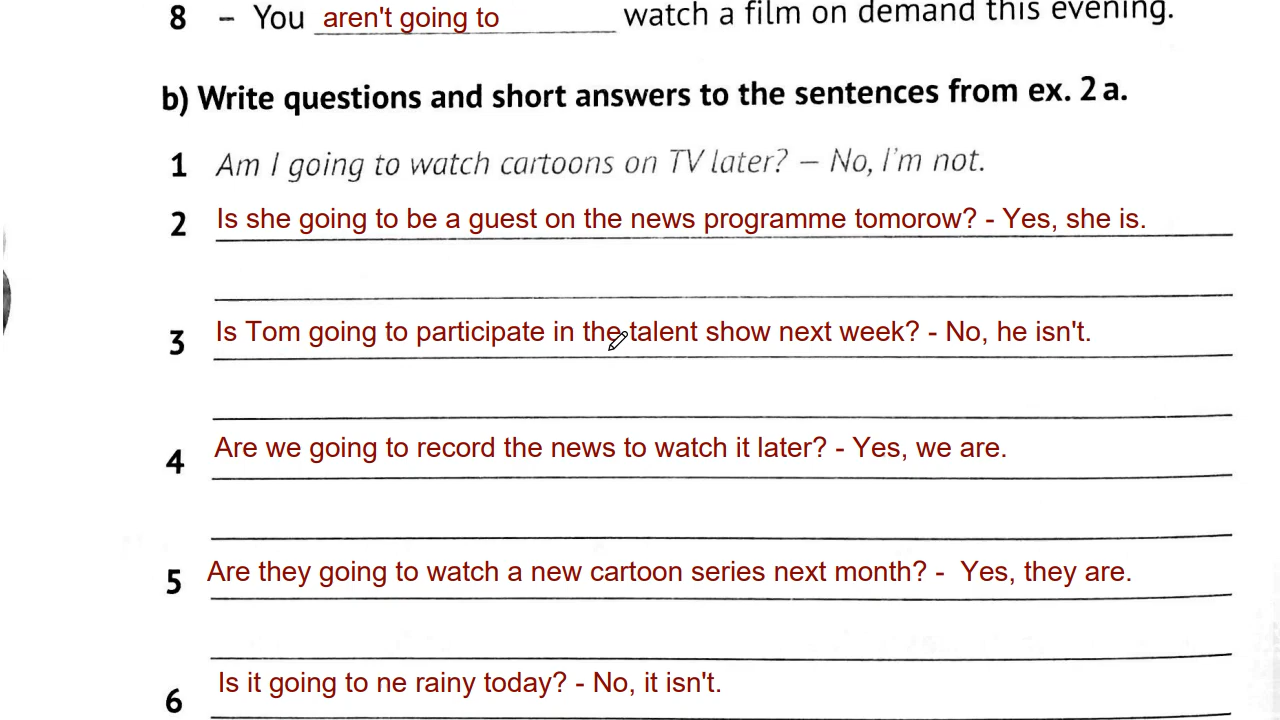 8 – You aren't going to watch a film on demand this evening.
b) Write questions and short answers to the sentences from ex. 2 a.
1 Am I going to watch cartoons on TV later? – No, I'm not.
2 Is she going to be a guest on the news programme tomorow? - Yes, she is.
3 Is Tom going to participate in the talent show next week? - No, he isn't.
4 Are we going to record the news to watch it later? - Yes, we are.
5 Are they going to watch a new cartoon series next month? - Yes, they are.
6 Is it going to ne rainy today? - No, it isn't.